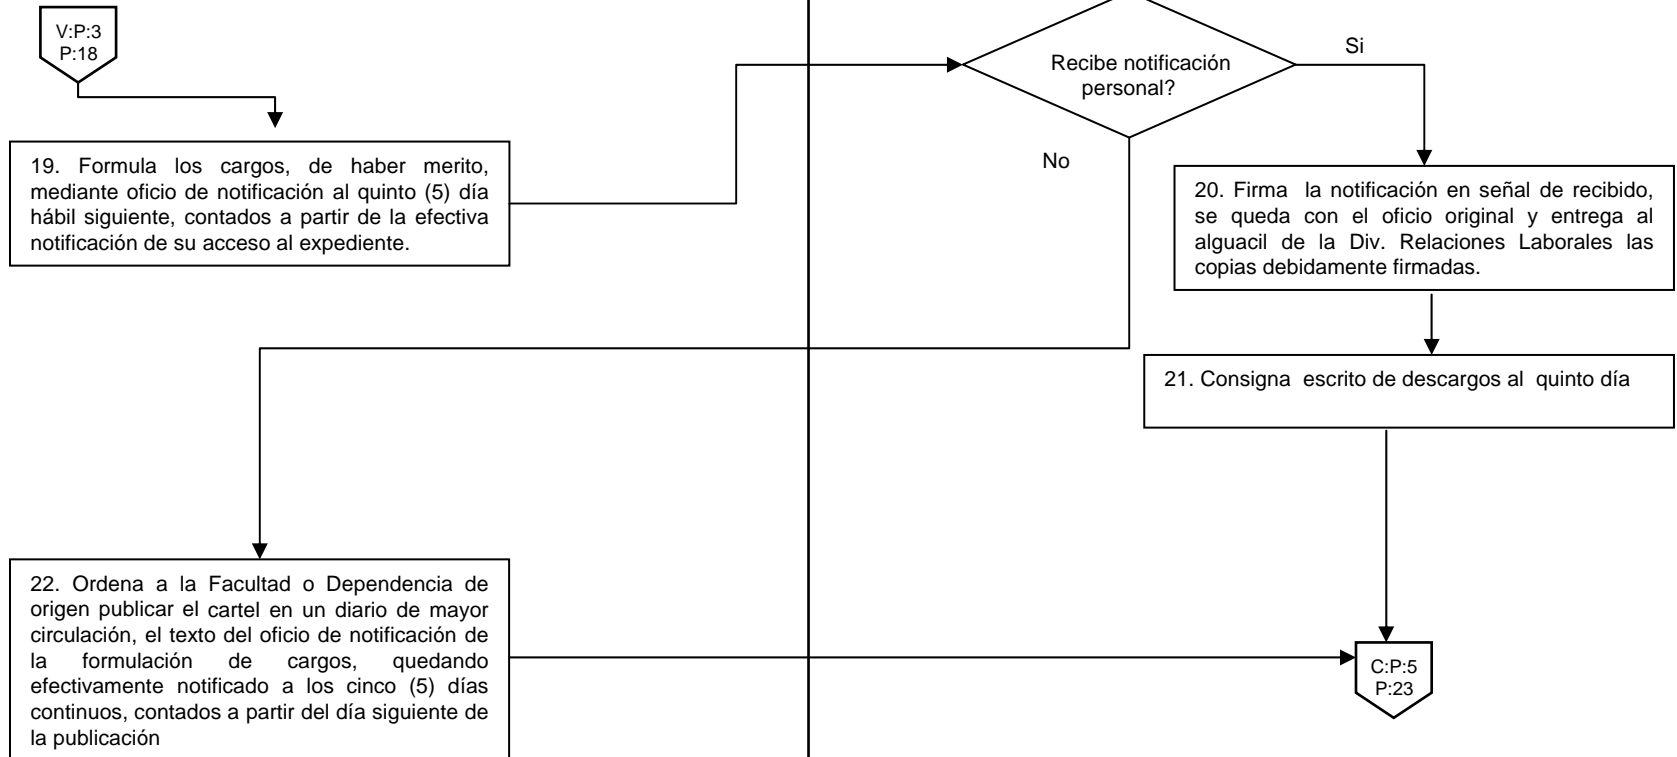 V:P:3
P:18
19. Formula los cargos, de haber merito,
mediante oficio de notificación al quinto (5) día
hábil siguiente, contados a partir de la efectiva
notificación de su acceso al expediente.
Recibe notificación
personal?
Si
No
20. Firma la notificación en señal de recibido,
se queda con el oficio original y entrega al
alguacil de la Div. Relaciones Laborales las
copias debidamente firmadas.
21. Consigna escrito de descargos al quinto día
22. Ordena a la Facultad o Dependencia de
origen publicar el cartel en un diario de mayor
circulación, el texto del oficio de notificación de
la formulación de cargos, quedando
efectivamente notificado a los cinco (5) días
continuos, contados a partir del día siguiente de
la publicación
C:P:5
P:23